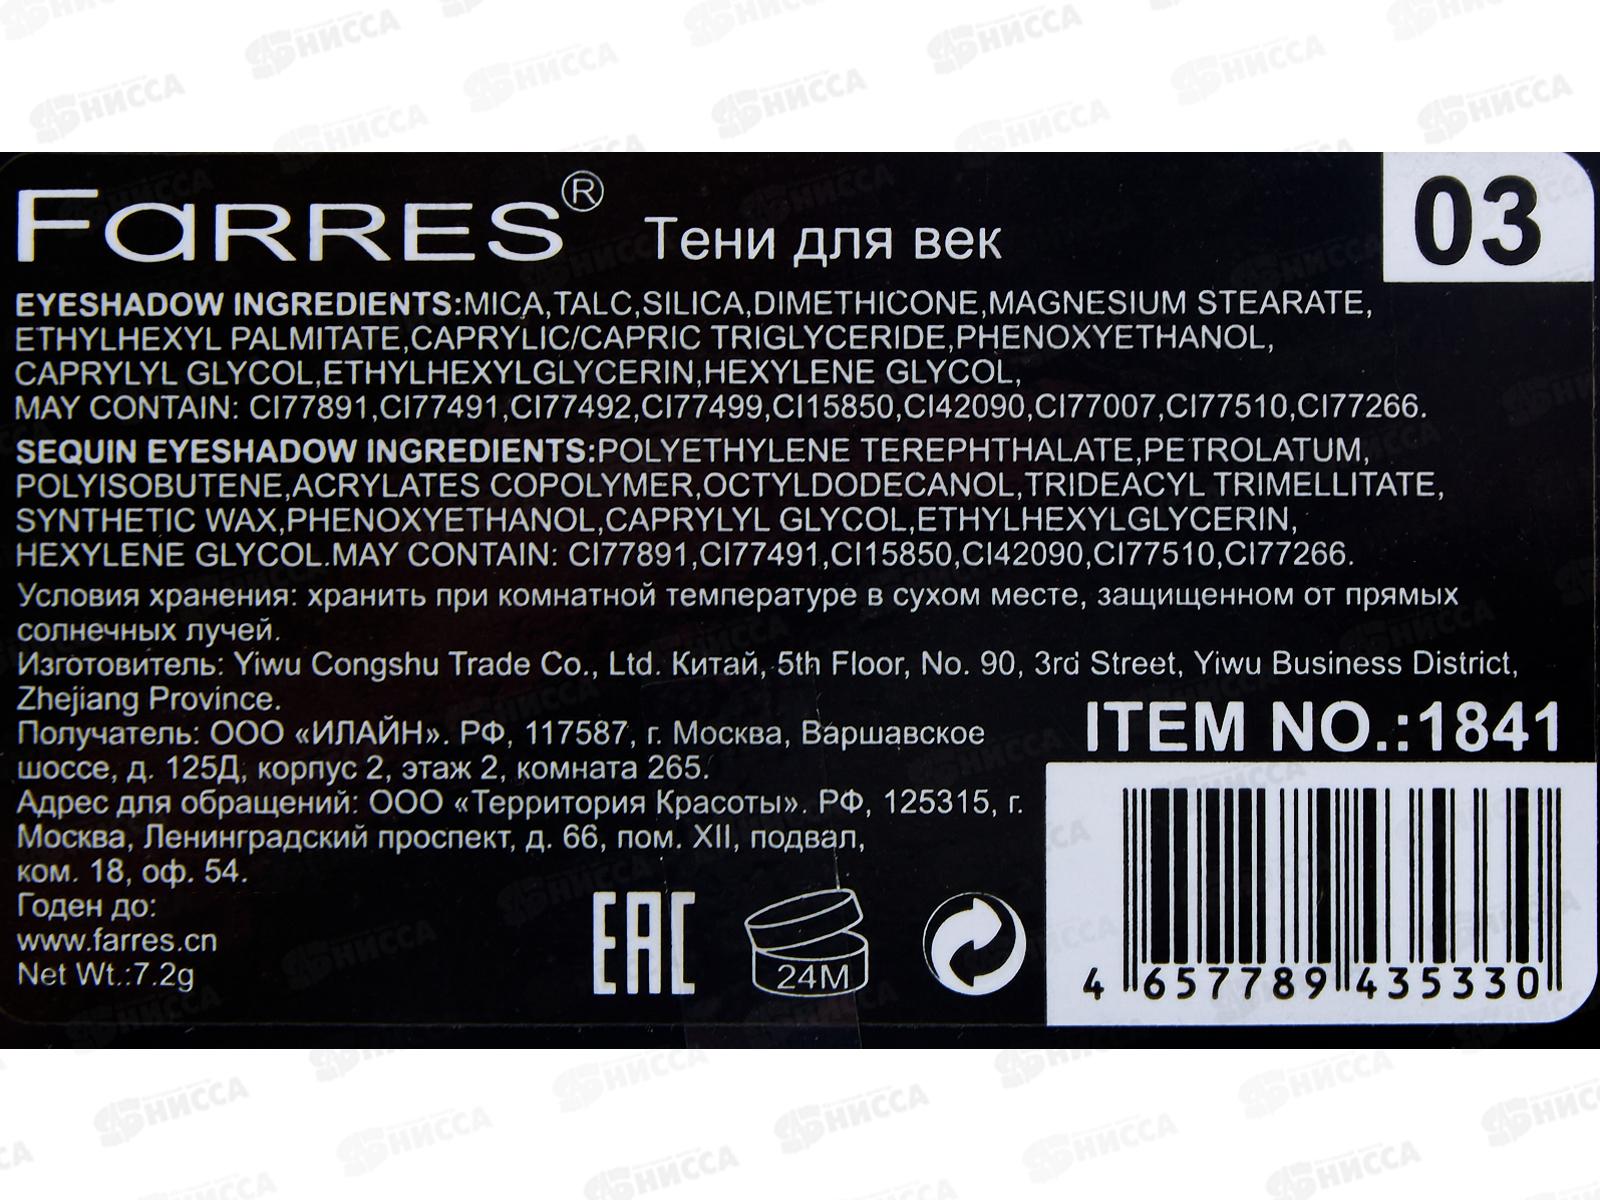 FARRES® Тени для век
03
EYESHADOW INGREDIENTS:MICA,TALC,SILICA,DIMETHICONE,MAGNESIUM STEARATE,
ETHYLHEXYL PALMITATE,CAPRYLIC/CAPRIC TRIGLYCERIDE,PHENOXYETHANOL,
CAPRYLYL GLYCOL,ETHYLHEXYLGLYCERIN,HEXYLENE GLYCOL,
MAY CONTAIN: CI77891,CI77491,CI77492,CI77499,CI15850,CI42090,CI77007,CI77510,CI77266.
SEQUIN EYESHADOW INGREDIENTS:POLYETHYLENE TEREPHTHALATE,PETROLATUM,
POLYISOBUTENE,ACRYLATES COPOLYMER,OCTYLDODECANOL,TRIDEACYL TRIMELLITATE,
SYNTHETIC WAX,PHENOXYETHANOL,CAPRYLYL GLYCOL,ETHYLHEXYLGLYCERIN,
HEXYLENE GLYCOL.MAY CONTAIN: CI77891,CI77491,CI15850,CI42090,CI77510,CI77266.
Условия хранения: хранить при комнатной температуре в сухом месте, защищенном от прямых
солнечных лучей.
Изготовитель: Yiwu Congshu Trade Co., Ltd. Китай, 5th Floor, No. 90, 3rd Street, Yiwu Business District,
Zhejiang Province.
Получатель: ООО «ИЛАЙН». РФ, 117587, г. Москва, Варшавское
шоссе, д. 125Д, корпус 2, этаж 2, комната 265.
Адрес для обращений: ООО «Территория Красоты». РФ, 125315, г.
Москва, Ленинградский проспект, д. 66, пом. XII, подвал,
ком. 18, оф. 54.
Годен до:
www.farres.cn
Net Wt.:7.2g
EAC
24M
ITEM NO.:1841
4 657789 435330